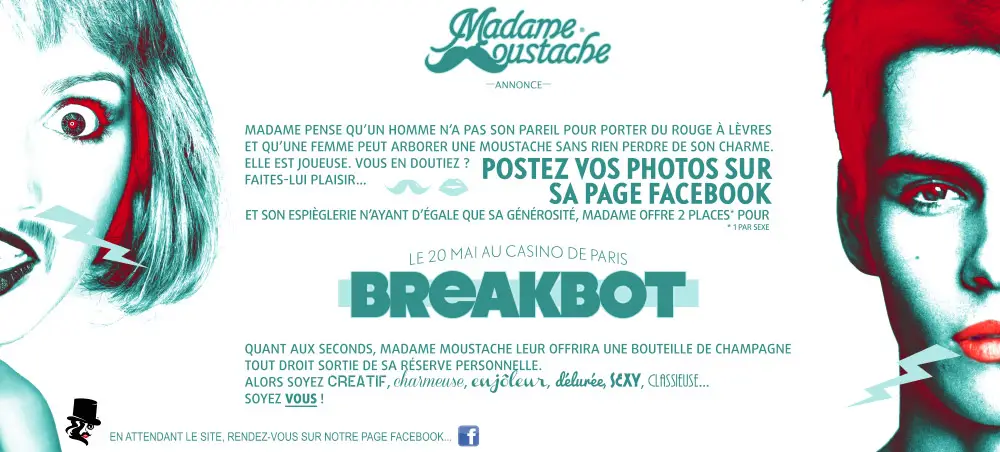 Madame
Moustache
ANNONCE
MADAME PENSE QU'UN HOMME N'A PAS SON PAREIL POUR PORTER DU ROUGE À LÈVRES
ET QU'UNE FEMME PEUT ARBORER UNE MOUSTACHE SANS RIEN PERDRE DE SON CHARME.
ELLE EST JOUEUSE. VOUS EN DOUTIEZ ?
FAITES-LUI PLAISIR...
POSTEZ VOS PHOTOS SUR
SA PAGE FACEBOOK
ET SON ESPIÈGLERIE N'AYANT D'ÉGALE QUE SA GÉNÉROSITÉ, MADAME OFFRE 2 PLACES* POUR
* 1 PAR SEXE
LE 20 MAI AU CASINO DE PARIS
BREAKBOT
QUANT AUX SECONDS, MADAME MOUSTACHE LEUR OFFRIRA UNE BOUTEILLE DE CHAMPAGNE
TOUT DROIT SORTIE DE SA RÉSERVE PERSONNELLE.
ALORS SOYEZ CREATIF, charmeuse, enjôleur, délurée, SEXY, CLASSIEUSE...
SOYEZ VOUS !
EN ATTENDANT LE SITE, RENDEZ-VOUS SUR NOTRE PAGE FACEBOOK... f